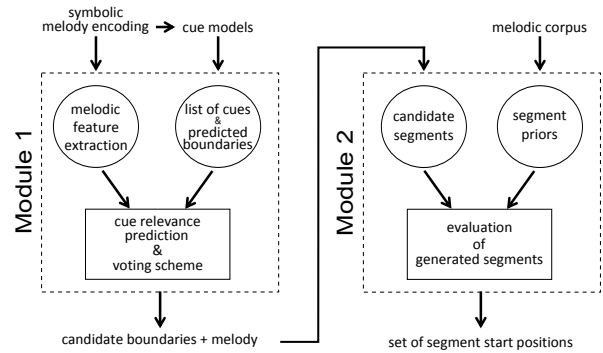 symbolic
melody encoding
cue models
Module 1
melodic
feature
extraction
list of cues
&
predicted
boundaries
cue relevance
prediction
&
voting scheme
candidate boundaries + melody
melodic corpus
Module 2
candidate
segments
segment
priors
evaluation
of
generated segments
set of segment start positions